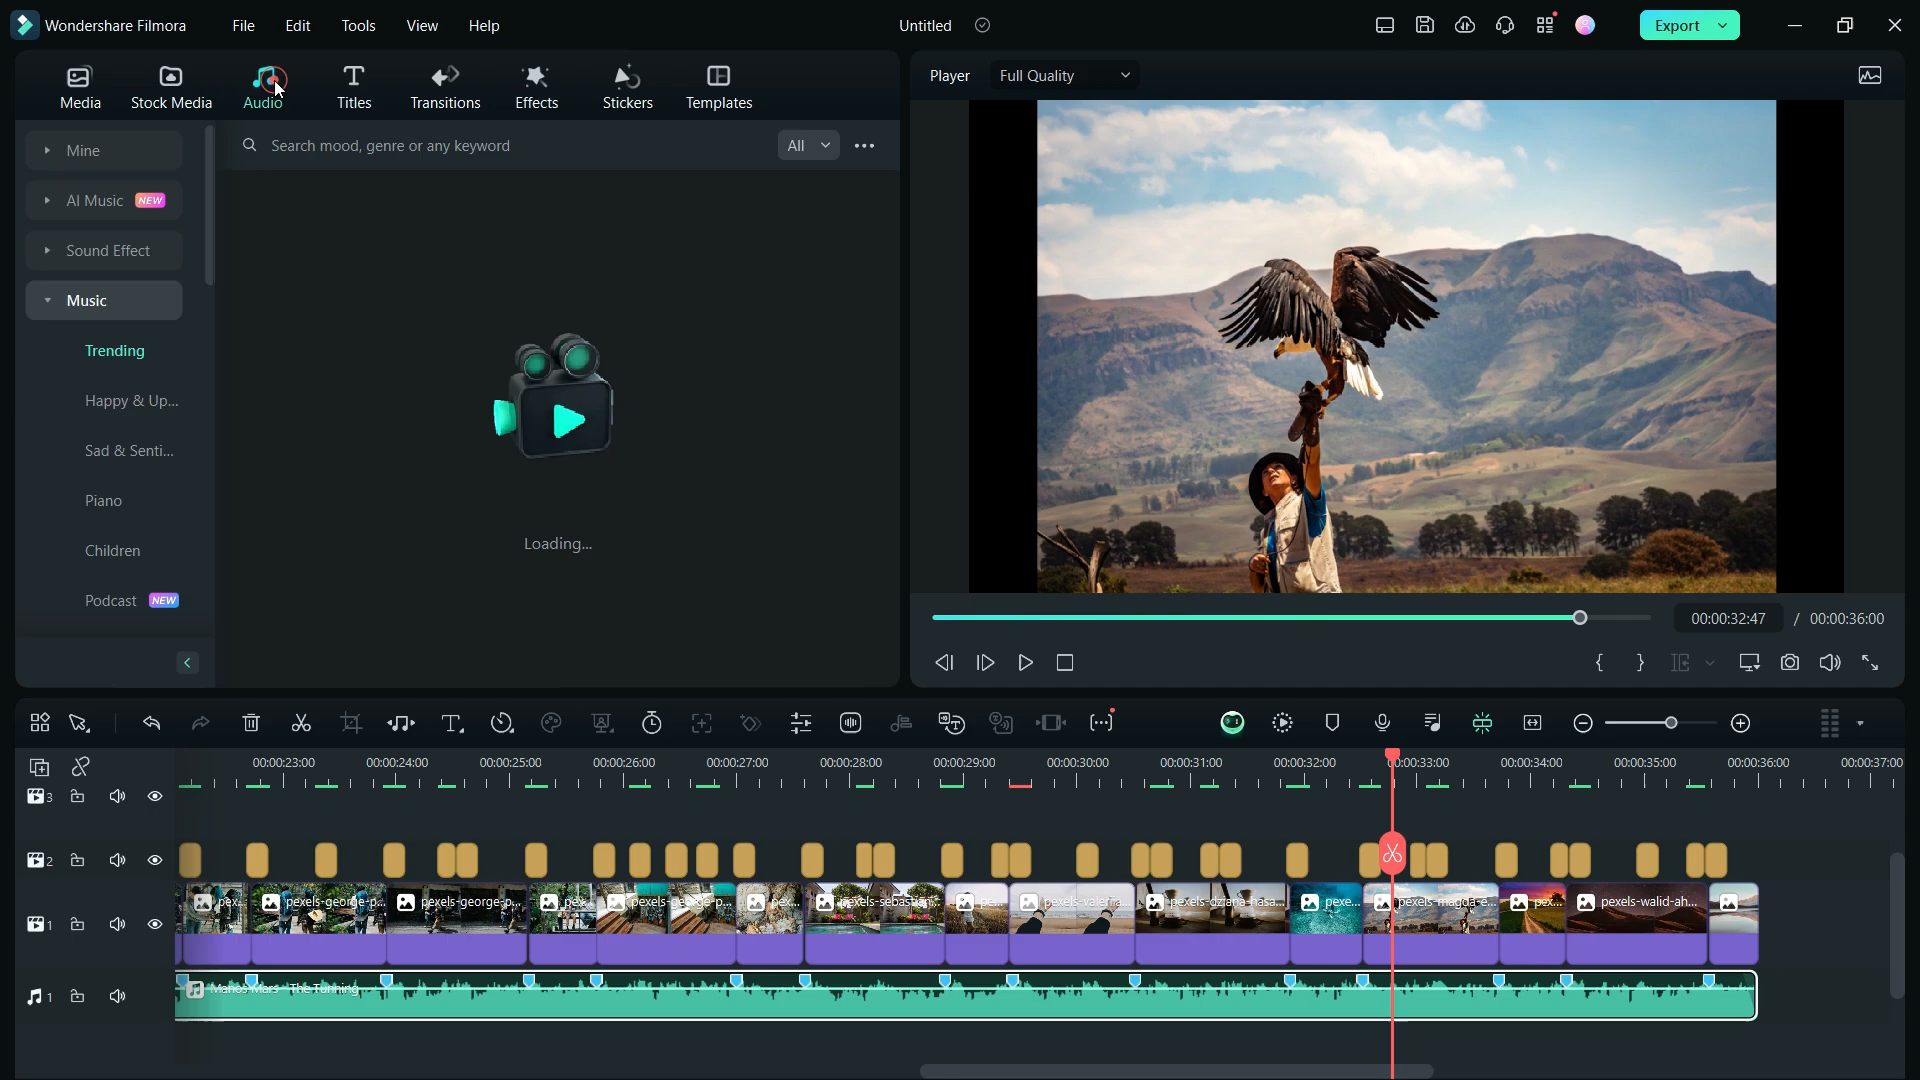 Wondershare Filmora File Edit Tools View Help Untitled Export
Media Stock Media Audio Titles Transitions Effects Stickers Templates
Player Full Quality
Search mood, genre or any keyword All
Mine
AI Music NEW
Sound Effect
Music
Trending
Happy & Up...
Sad & Senti...
Piano
Children
Podcast NEW
Loading...
00:00:32:47 / 00:00:36:00
00:00:23:00 00:00:24:00 00:00:25:00 00:00:26:00 00:00:27:00 00:00:28:00 00:00:29:00 00:00:30:00 00:00:31:00 00:00:32:00 00:00:33:00 00:00:34:00 00:00:35:00 00:00:36:00 00:00:37:00
3
2
1 pex... pexels-george-p... pexels-george-p... pex... pexels-george-p... pex... pexels-sebastian... pe... pexels-valeriia... pexels-dziana-hasa... pexe... pexels-magda-e... pex... pexels-walid-ah...
1 Manos Mars - The Turning